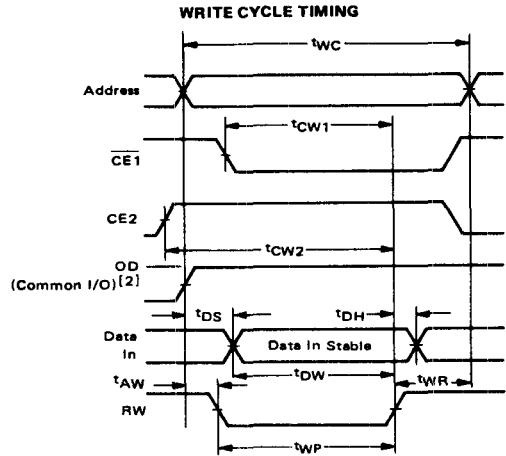 WRITE CYCLE TIMING
tWC
Address
tCW1
CE1
CE2
tCW2
OD
(Common I/O)[2]
tDS
tDH
Data
In
Data In Stable
tAW
tDW
tWR
RW
tWP